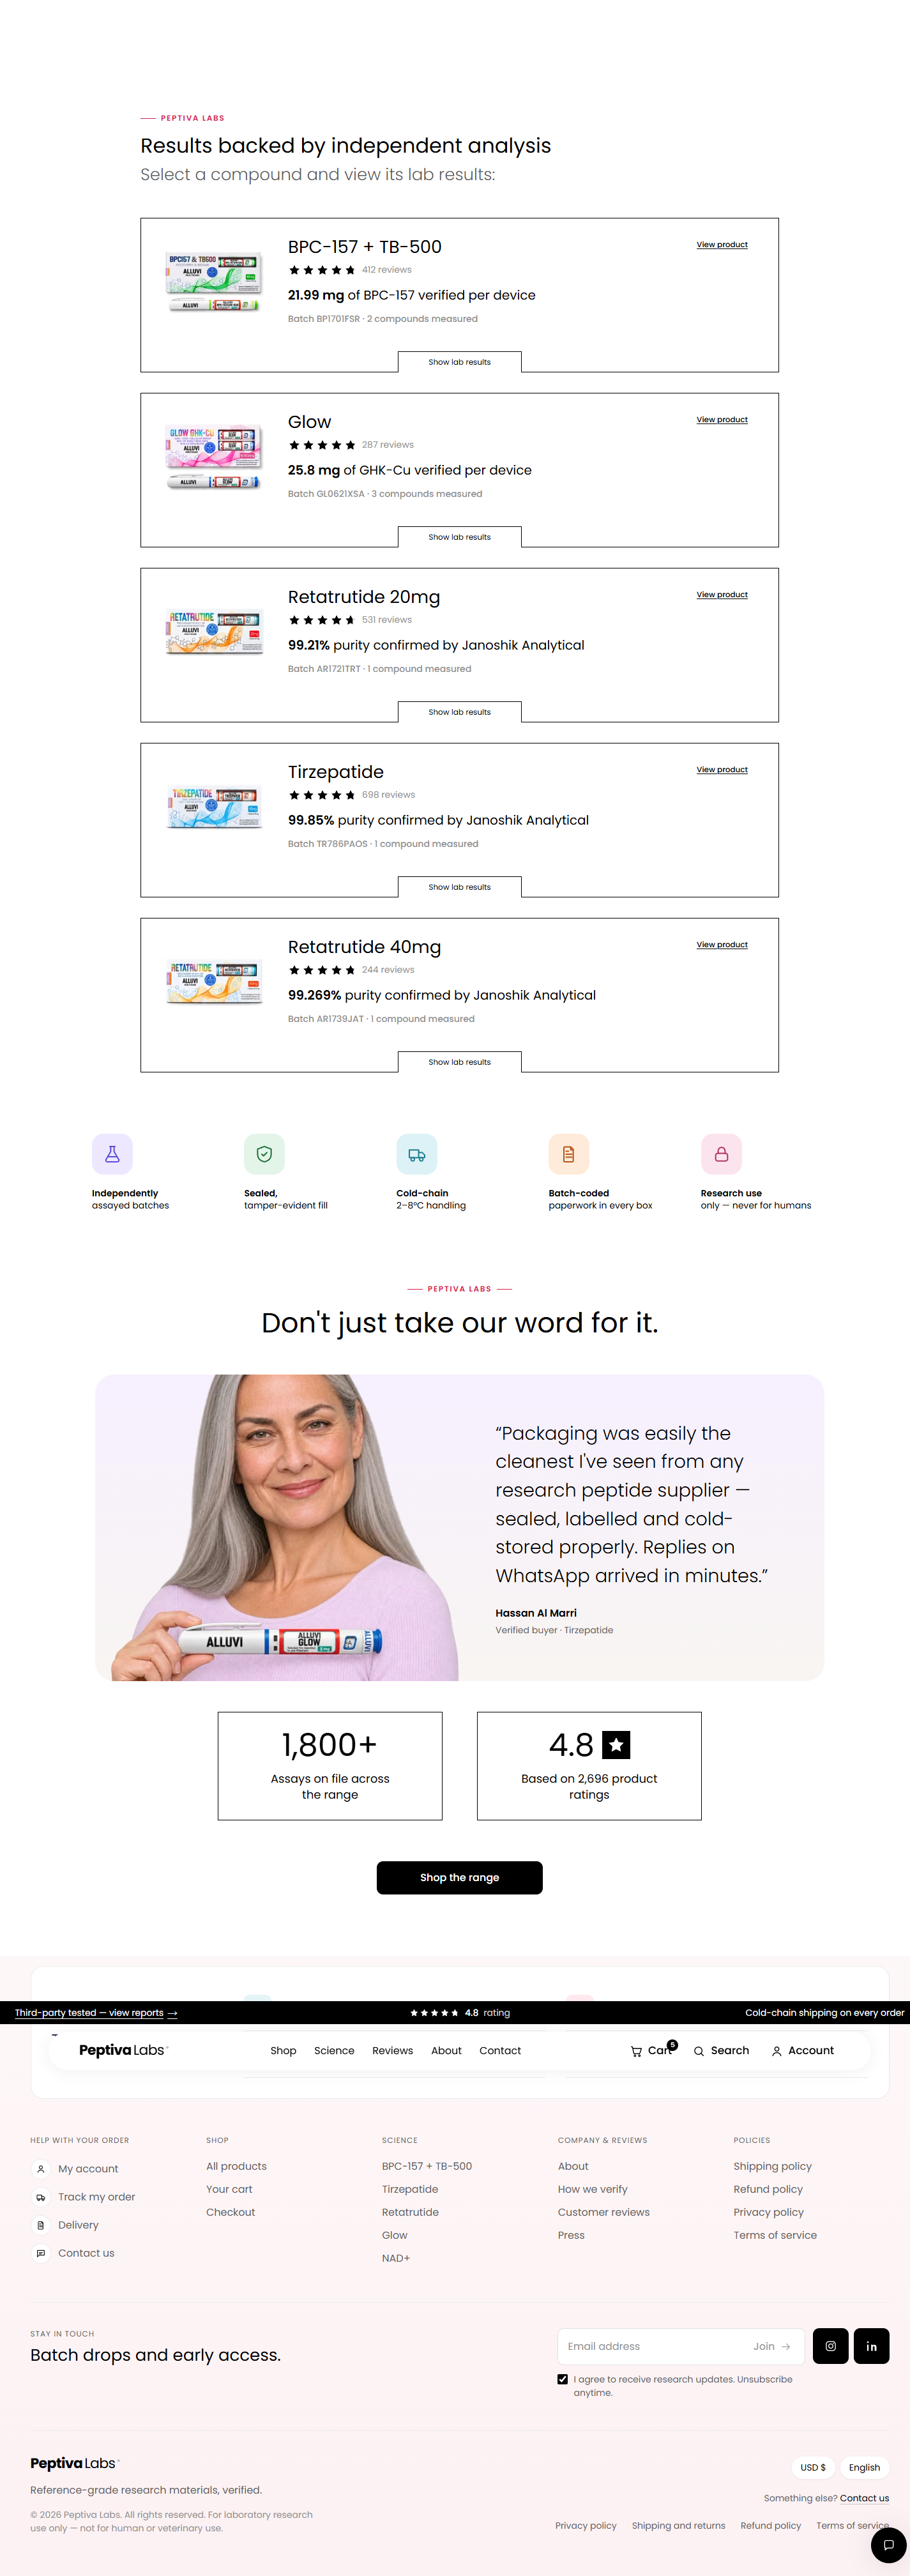 PEPTIVA LABS
Results backed by independent analysis
Select a compound and view its lab results:
BPC157 & TB500
ALLUVI
BPC-157 + TB-500
View product
412 reviews
21.99 mg of BPC-157 verified per device
Batch BP1701FSR · 2 compounds measured
Show lab results
GLOW GHK-CU
ALLUVI
Glow
View product
287 reviews
25.8 mg of GHK-Cu verified per device
Batch GL0621XSA · 3 compounds measured
Show lab results
RETATRUTIDE
ALLUVI
Retatrutide 20mg
View product
531 reviews
99.21% purity confirmed by Janoshik Analytical
Batch AR1721TRT · 1 compound measured
Show lab results
TIRZEPATIDE
ALLUVI
Tirzepatide
View product
698 reviews
99.85% purity confirmed by Janoshik Analytical
Batch TR786PAOS · 1 compound measured
Show lab results
RETATRUTIDE
ALLUVI
Retatrutide 40mg
View product
244 reviews
99.269% purity confirmed by Janoshik Analytical
Batch AR1739JAT · 1 compound measured
Show lab results
Independently
assayed batches
Sealed,
tamper-evident fill
Cold-chain
2–8°C handling
Batch-coded
paperwork in every box
Research use
only — never for humans
PEPTIVA LABS
Don't just take our word for it.
“Packaging was easily the
cleanest I've seen from any
research peptide supplier —
sealed, labelled and cold-
stored properly. Replies on
WhatsApp arrived in minutes.”
Hassan Al Marri
Verified buyer · Tirzepatide
ALLUVI
ALLUVI
GLOW
1,800+
Assays on file across
the range
4.8
Based on 2,696 product
ratings
Shop the range
Third-party tested — view reports →
4.8 rating
Cold-chain shipping on every order
Peptiva Labs
Shop
Science
Reviews
About
Contact
Cart
5
Search
Account
HELP WITH YOUR ORDER
My account
Track my order
Delivery
Contact us
SHOP
All products
Your cart
Checkout
SCIENCE
BPC-157 + TB-500
Tirzepatide
Retatrutide
Glow
NAD+
COMPANY & REVIEWS
About
How we verify
Customer reviews
Press
POLICIES
Shipping policy
Refund policy
Privacy policy
Terms of service
STAY IN TOUCH
Batch drops and early access.
Email address
Join →
I agree to receive research updates. Unsubscribe
anytime.
Peptiva Labs
Reference-grade research materials, verified.
© 2026 Peptiva Labs. All rights reserved. For laboratory research
use only — not for human or veterinary use.
USD $
English
Something else? Contact us
Privacy policy
Shipping and returns
Refund policy
Terms of service